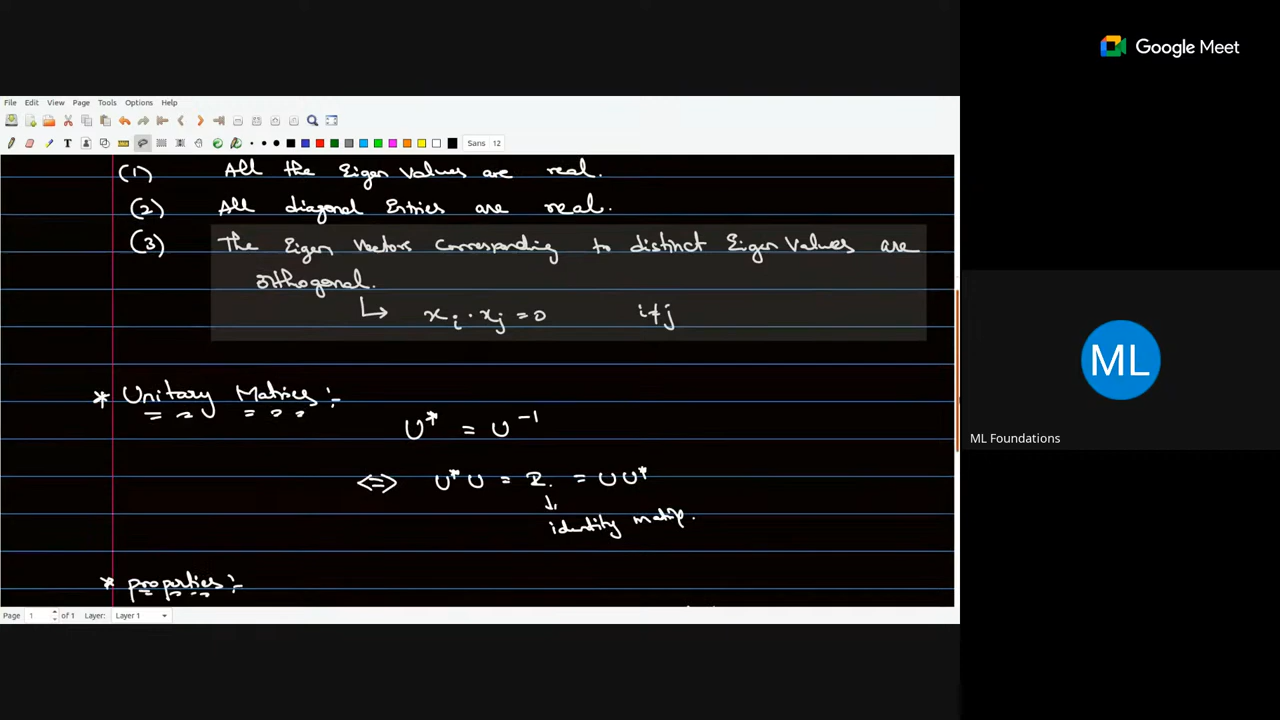 Google Meet
File Edit View Page Tools Options Help
Sans 12
(1) All the Eigen Values are real.
(2) All diagonal Entries are real.
(3) The Eigen Vectors Corresponding to distinct Eigen Values are
orthogonal.
↳ xᵢ · xⱼ = 0 i≠j
* Unitary Matrices :-
U* = U⁻¹
⇔ U*U = I. = UU*
↓
identity matrix.
* properties :-
ML
ML Foundations
Page 1 of 1 Layer: Layer 1